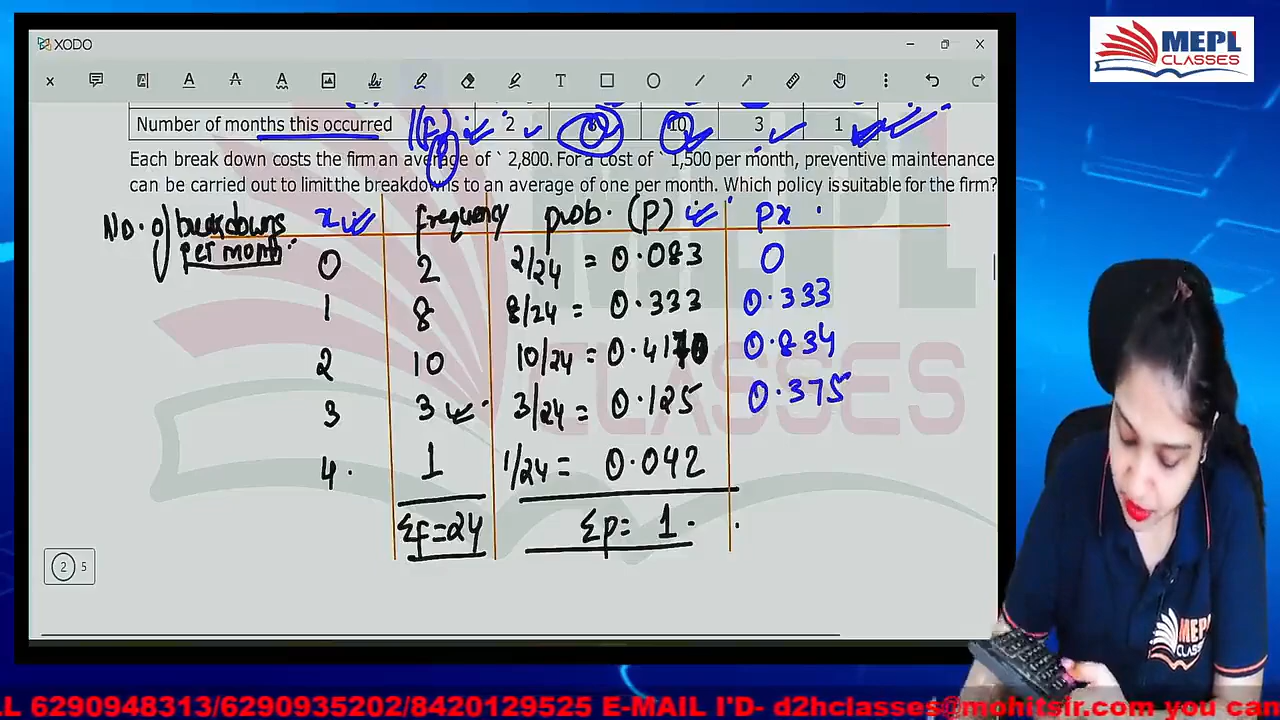 XODO
MEPL
CLASSES
Number of months this occurred (f) 2 8 10 3 1
Each break down costs the firm an average of ` 2,800. For a cost of ` 1,500 per month, preventive maintenance
can be carried out to limit the breakdowns to an average of one per month. Which policy is suitable for the firm?
No. of breakdowns per month x frequency prob. (P) px
0 2 2/24 = 0.083 0
1 8 8/24 = 0.333 0.333
2 10 10/24 = 0.417 0.834
3 3 3/24 = 0.125 0.375
4 1 1/24 = 0.042
Σf=24 Σp= 1
2 5
MEPL
CLASSES
LL 6290948313/6290935202/8420129525 E-MAIL I'D- d2hclasses@mohitsir.com you can